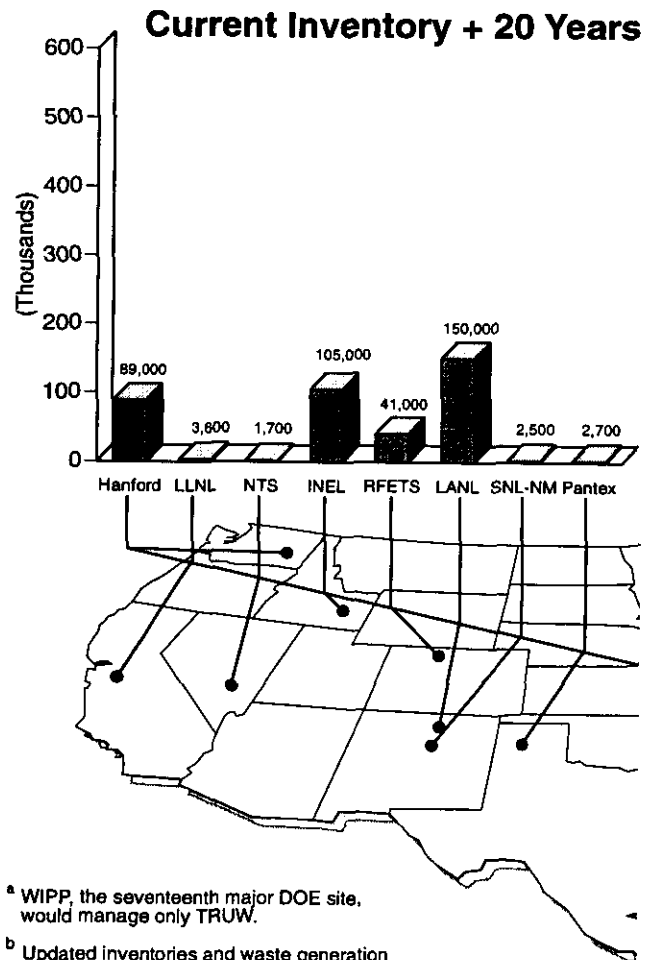 Current Inventory + 20 Years
600
500
400
300
200
100
0
(Thousands)
89,000
3,600
1,700
105,000
41,000
150,000
2,500
2,700
Hanford LLNL NTS INEL RFETS LANL SNL-NM Pantex
a WIPP, the seventeenth major DOE site,
would manage only TRUW.
b Updated inventories and waste generation